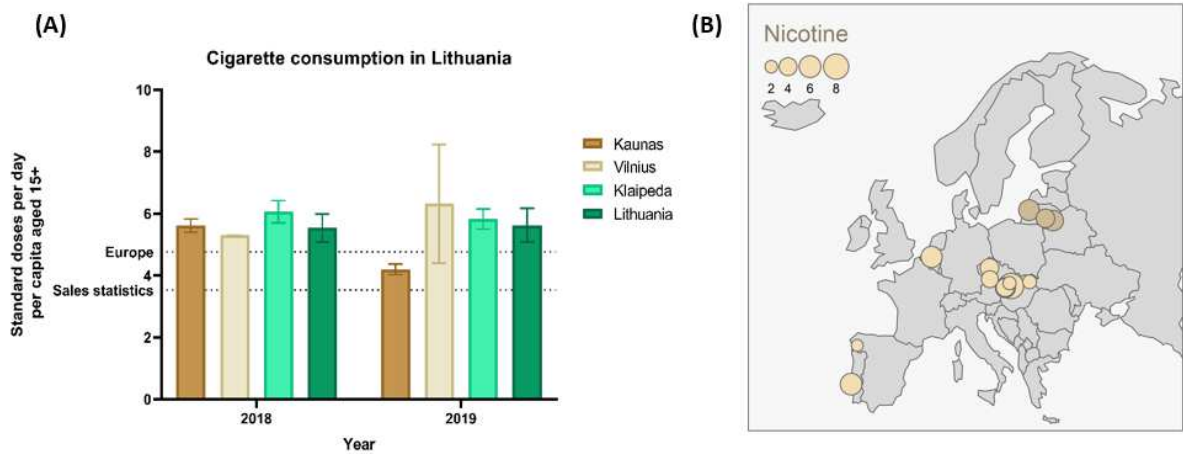 (A)
Cigarette consumption in Lithuania
Standard doses per day
per capita aged 15+
10
8
6
4
2
0
Europe
Sales statistics
2018
2019
Year
Kaunas
Vilnius
Klaipeda
Lithuania
(B)
Nicotine
2 4 6 8